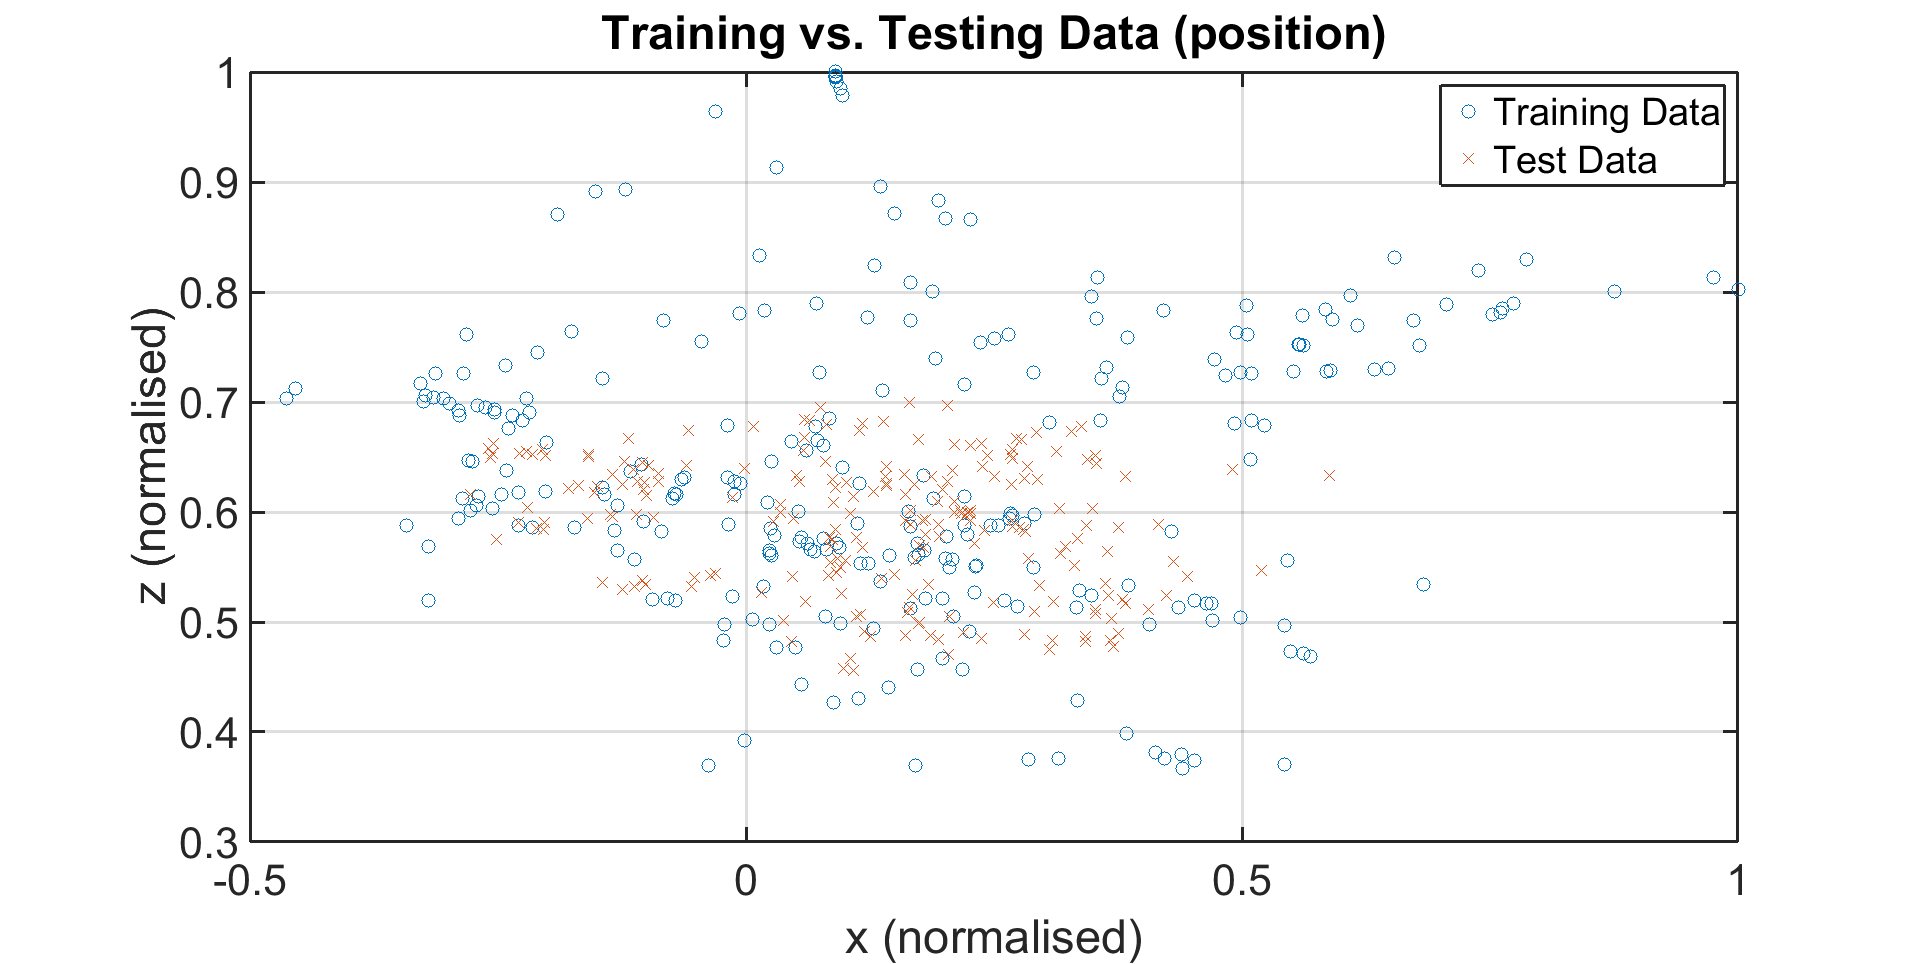 Training vs. Testing Data (position)
Training Data
Test Data
1
0.9
0.8
0.7
0.6
0.5
0.4
0.3
z (normalised)
-0.5 0 0.5 1
x (normalised)